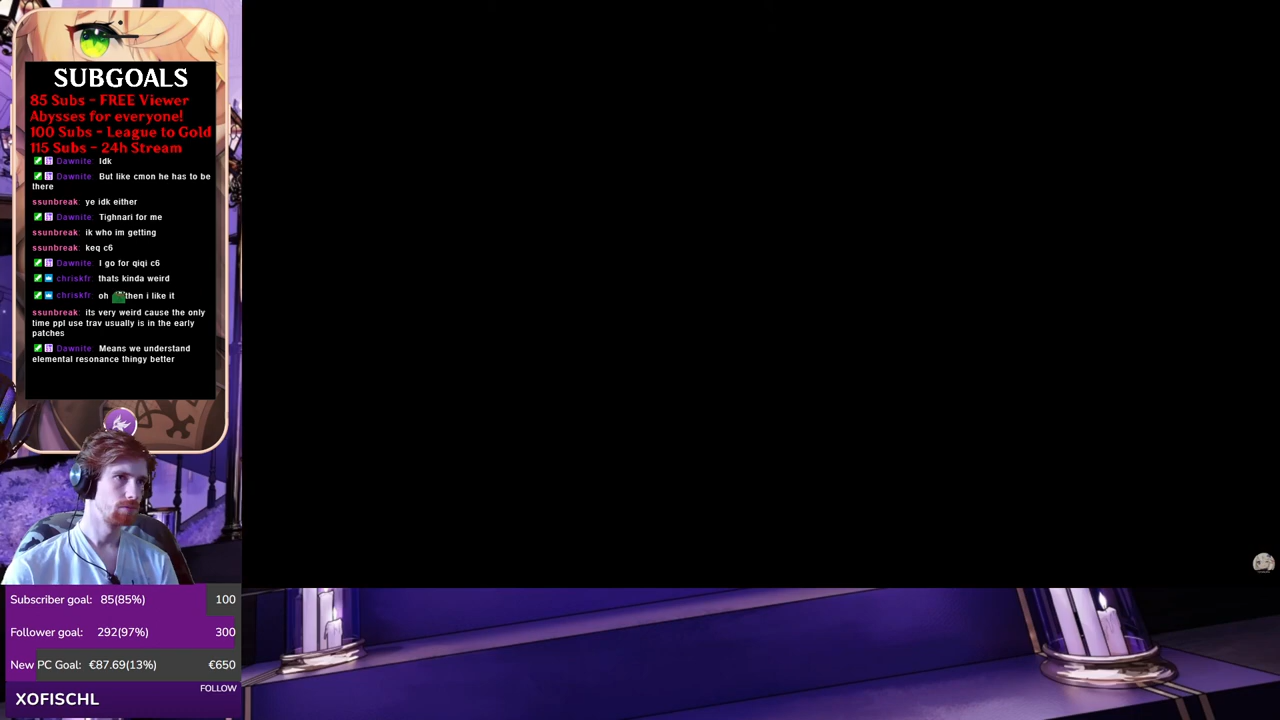 SUBGOALS
85 Subs - FREE Viewer
Abysses for everyone!
100 Subs - League to Gold
115 Subs - 24h Stream
Dawnite: Idk
Dawnite: But like cmon he has to be
there
ssunbreak: ye idk either
Dawnite: Tighnari for me
ssunbreak: ik who im getting
ssunbreak: keq c6
Dawnite: I go for qiqi c6
chriskfr: thats kinda weird
chriskfr: oh then i like it
ssunbreak: its very weird cause the only
time ppl use trav usually is in the early
patches
Dawnite: Means we understand
elemental resonance thingy better
Subscriber goal: 85(85%) 100
Follower goal: 292(97%) 300
New PC Goal: €87.69(13%) €650
FOLLOW
XOFISCHL